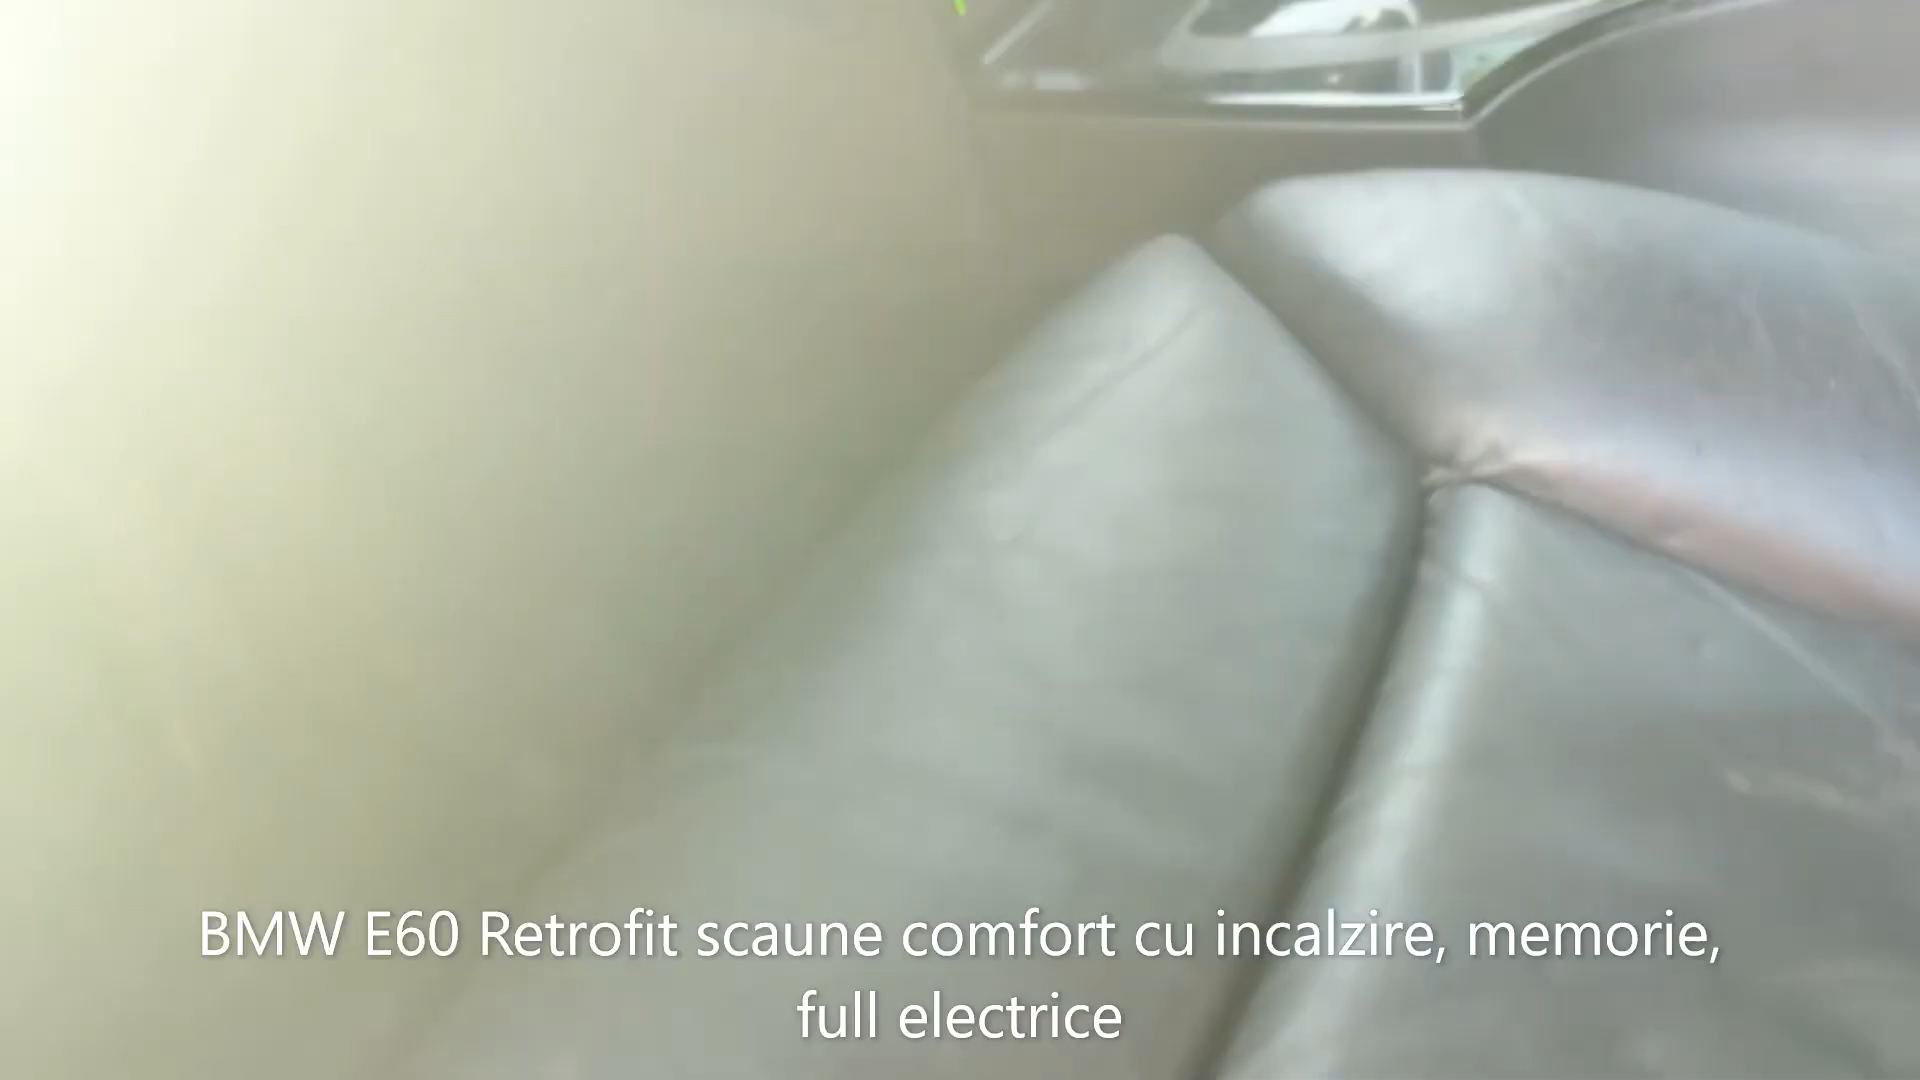 BMW E60 Retrofit scaune comfort cu incalzire, memorie,
full electrice